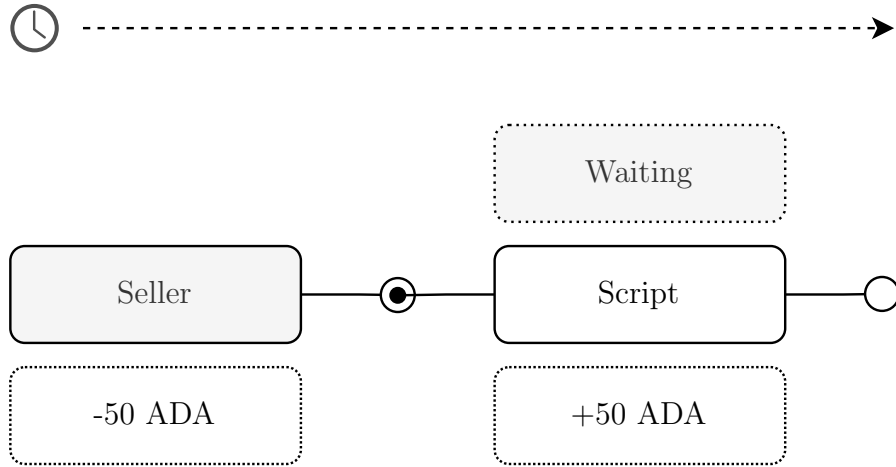 Waiting
Seller
Script
-50 ADA
+50 ADA